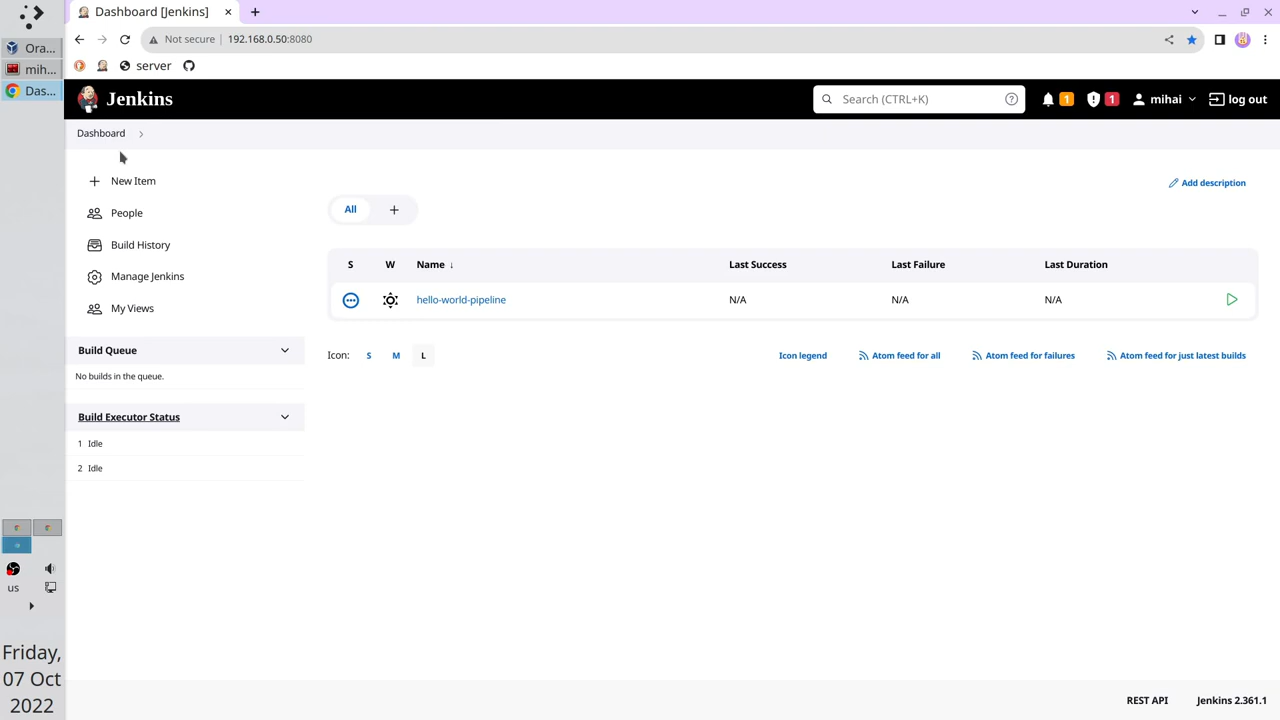 Dashboard [Jenkins]
Ora...
mih...
Das...
Not secure
192.168.0.50:8080
server
Jenkins
Search (CTRL+K)
1
1
mihai
log out
Dashboard
New Item
People
Build History
Manage Jenkins
My Views
Add description
All
S W Name ↓ Last Success Last Failure Last Duration
hello-world-pipeline N/A N/A N/A
Icon: S M L
Icon legend
Atom feed for all
Atom feed for failures
Atom feed for just latest builds
Build Queue
No builds in the queue.
Build Executor Status
1 Idle
2 Idle
us
Friday,
07 Oct
2022
REST API
Jenkins 2.361.1